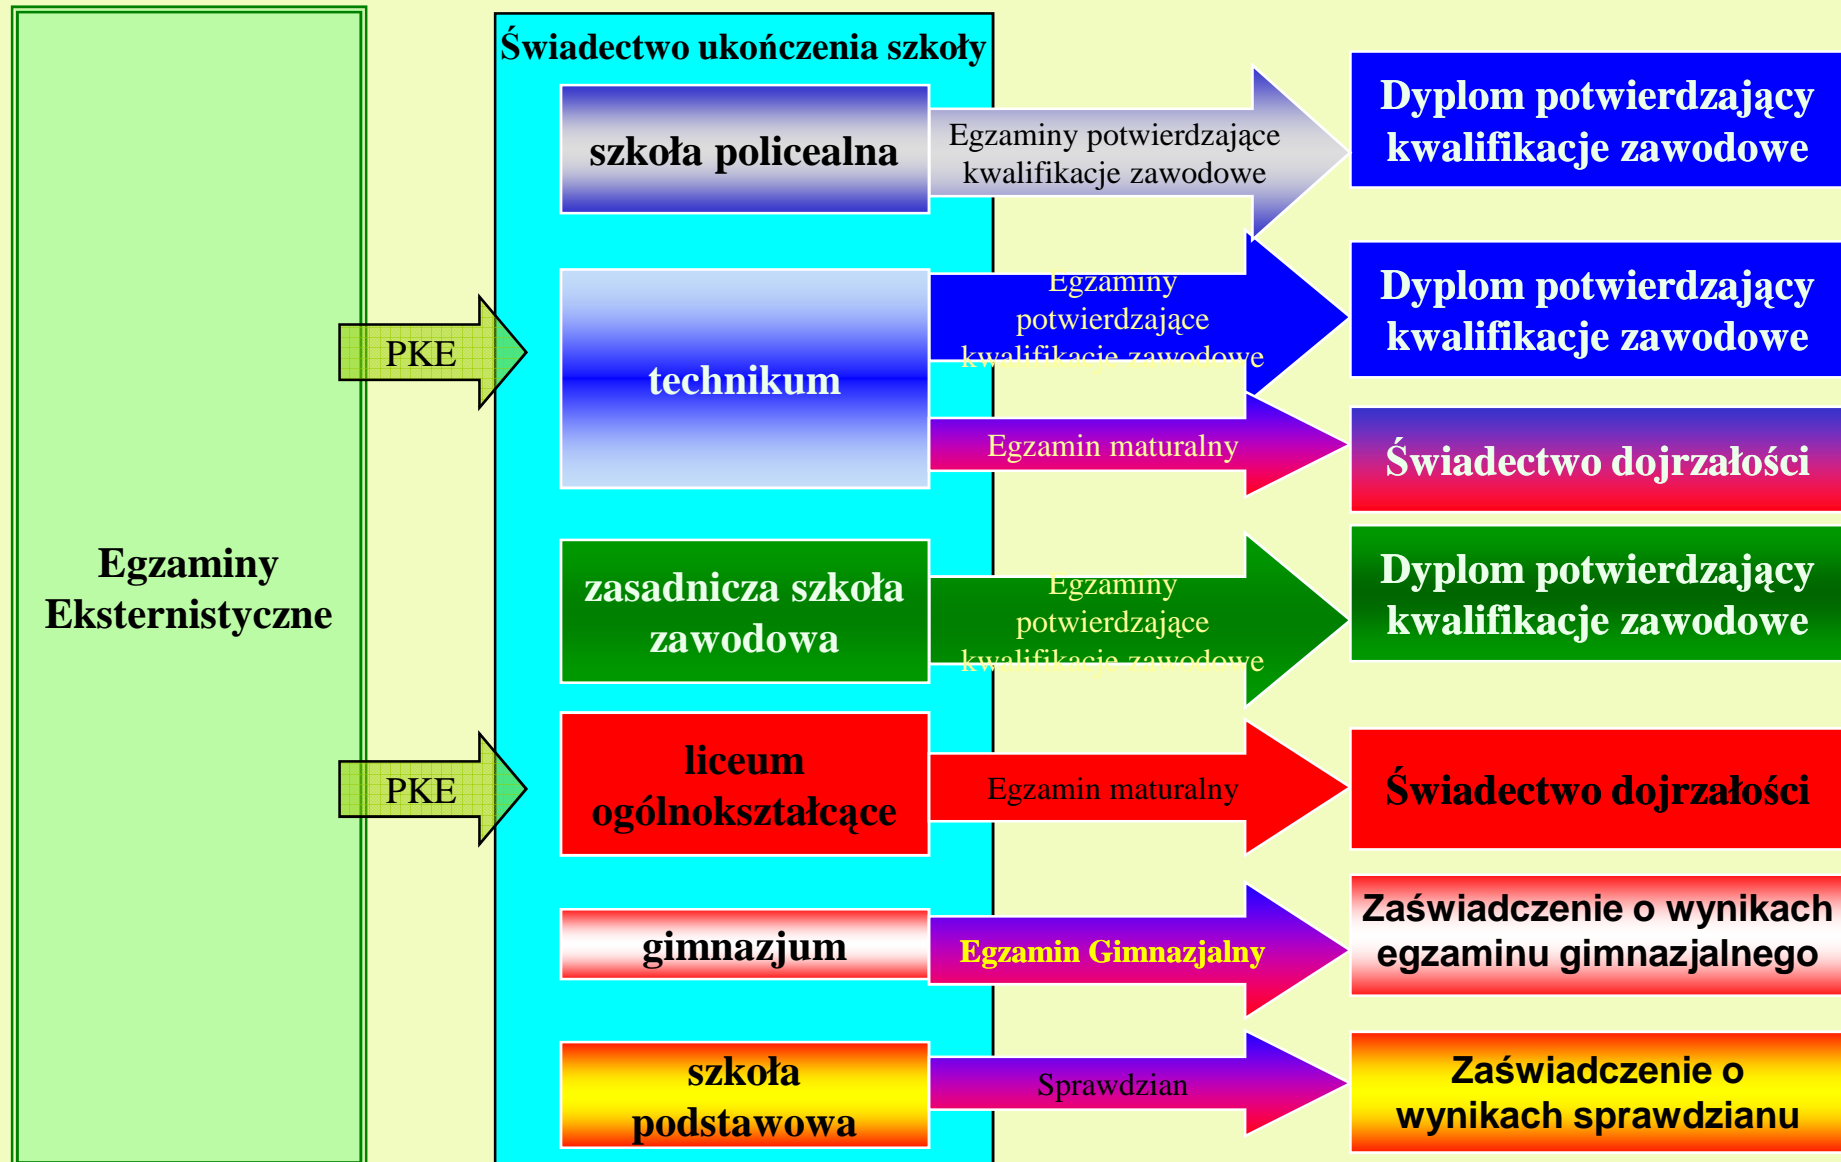 Egzaminy
Eksternistyczne
PKE
PKE
Świadectwo ukończenia szkoły
szkoła policealna
Egzaminy potwierdzające
kwalifikacje zawodowe
Dyplom potwierdzający
kwalifikacje zawodowe
technikum
Egzaminy
potwierdzające
kwalifikacje zawodowe
Dyplom potwierdzający
kwalifikacje zawodowe
Egzamin maturalny
Świadectwo dojrzałości
zasadnicza szkoła
zawodowa
Egzaminy
potwierdzające
kwalifikacje zawodowe
Dyplom potwierdzający
kwalifikacje zawodowe
liceum
ogólnokształcące
Egzamin maturalny
Świadectwo dojrzałości
gimnazjum
Egzamin Gimnazjalny
Zaświadczenie o wynikach
egzaminu gimnazjalnego
szkoła
podstawowa
Sprawdzian
Zaświadczenie o
wynikach sprawdzianu